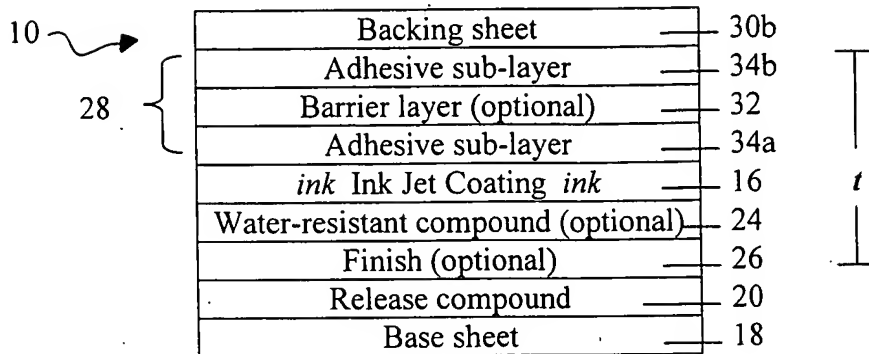 10
Backing sheet 30b
Adhesive sub-layer 34b
28 Barrier layer (optional) 32
Adhesive sub-layer 34a
ink Ink Jet Coating ink 16 t
Water-resistant compound (optional) 24
Finish (optional) 26
Release compound 20
Base sheet 18